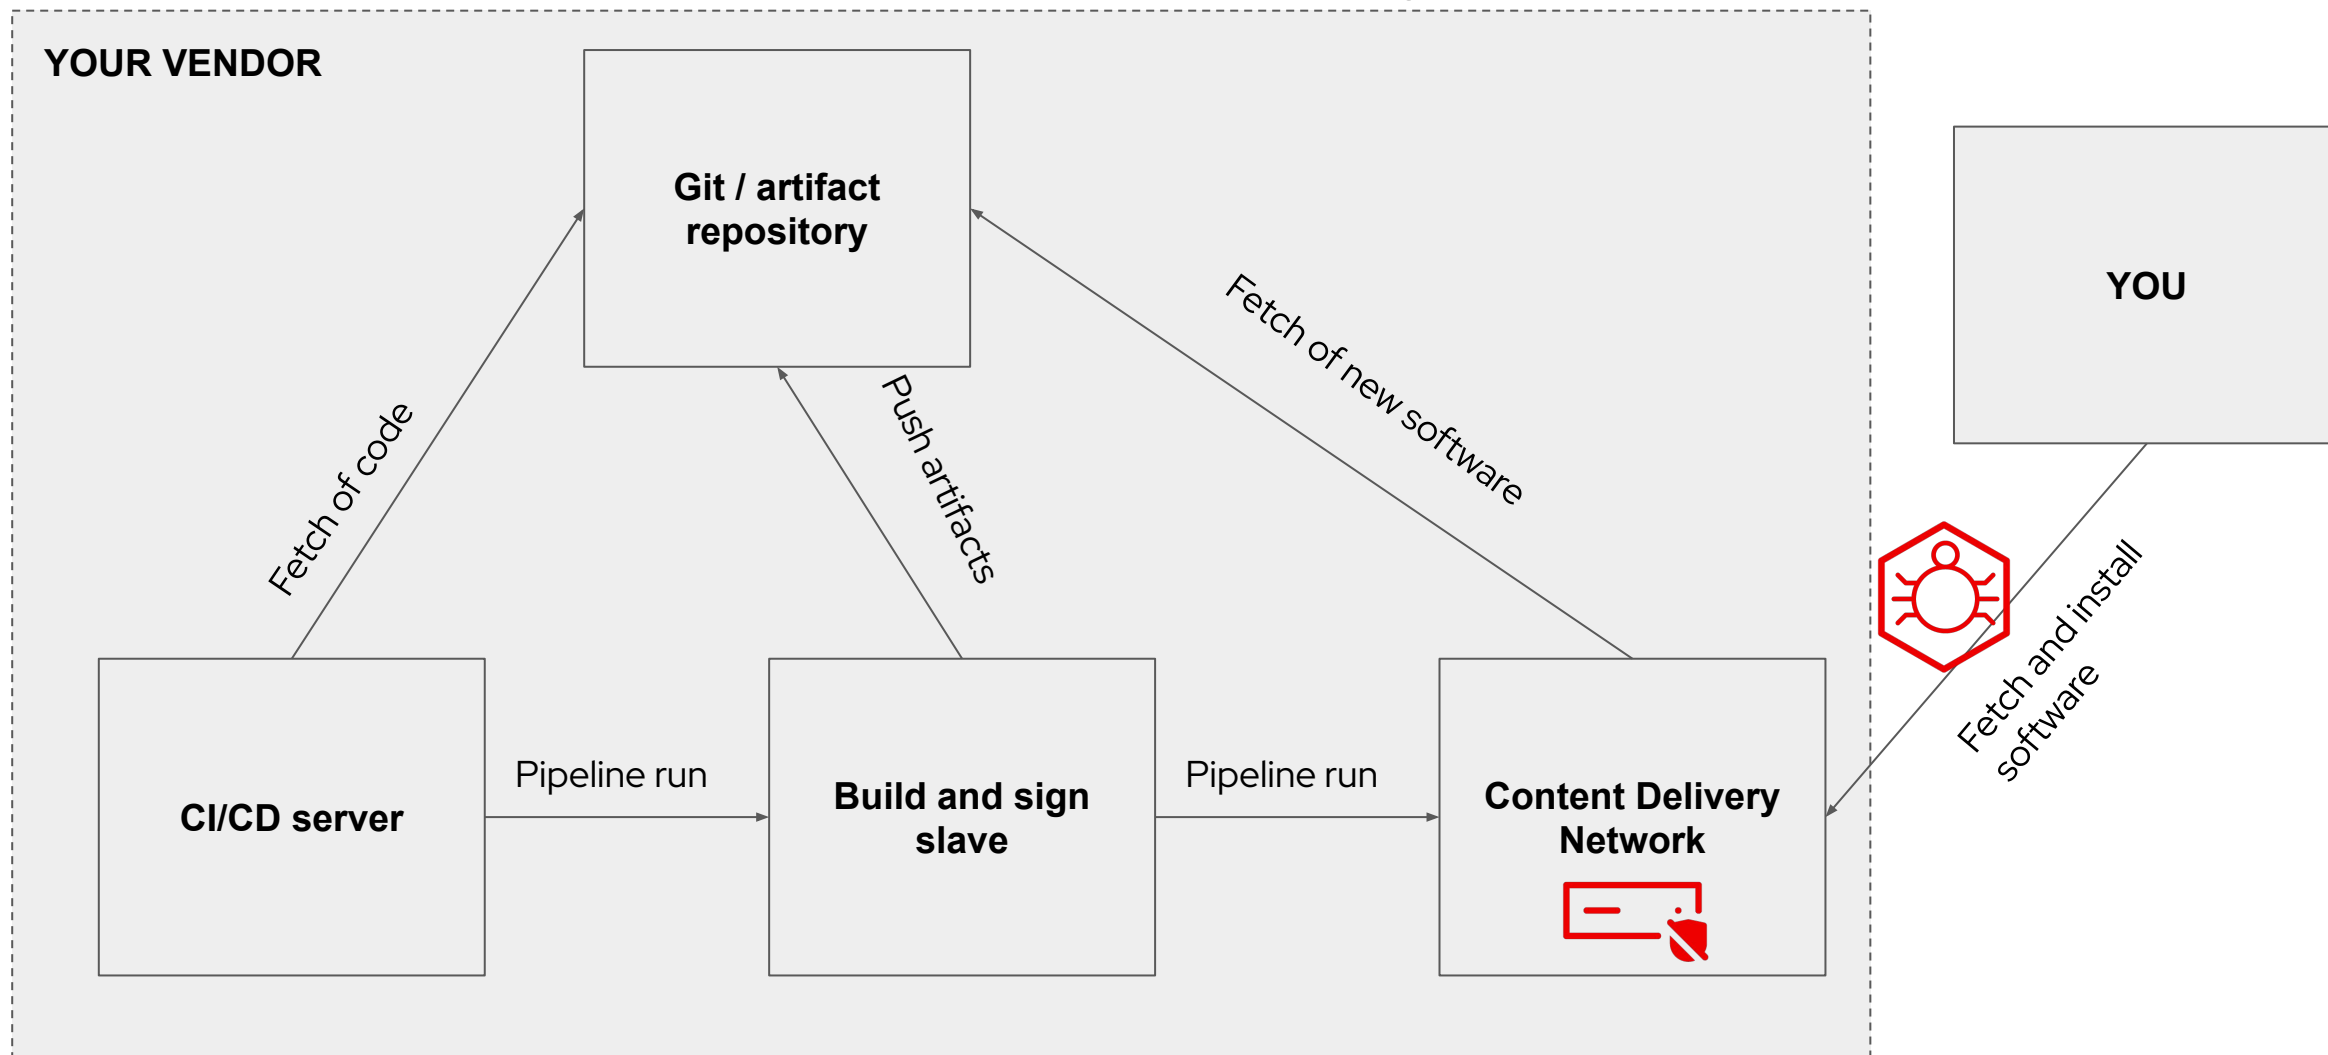 YOUR VENDOR
Git / artifact
repository
YOU
Fetch of code
Push artifacts
Fetch of new software
Fetch and install
software
CI/CD server
Pipeline run
Build and sign
slave
Pipeline run
Content Delivery
Network